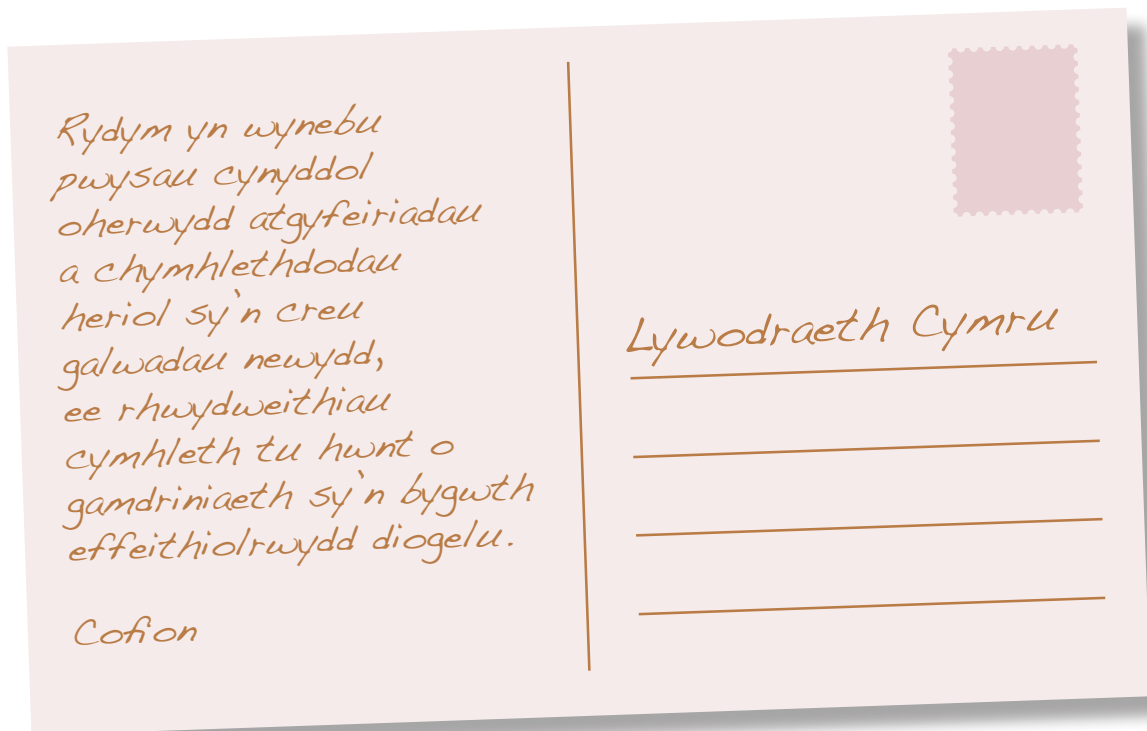 Rydym yn wynebu
pwysau cynyddol
oherwydd atgyfeiriadau
a chymhlethdodau
heriol sy'n creu
galwadau newydd,
ee rhwydweithiau
cymhleth tu hwnt o
gamdriniaeth sy'n bygwth
effeithiolrwydd diogelu.
Cofion
Lywodraeth Cymru